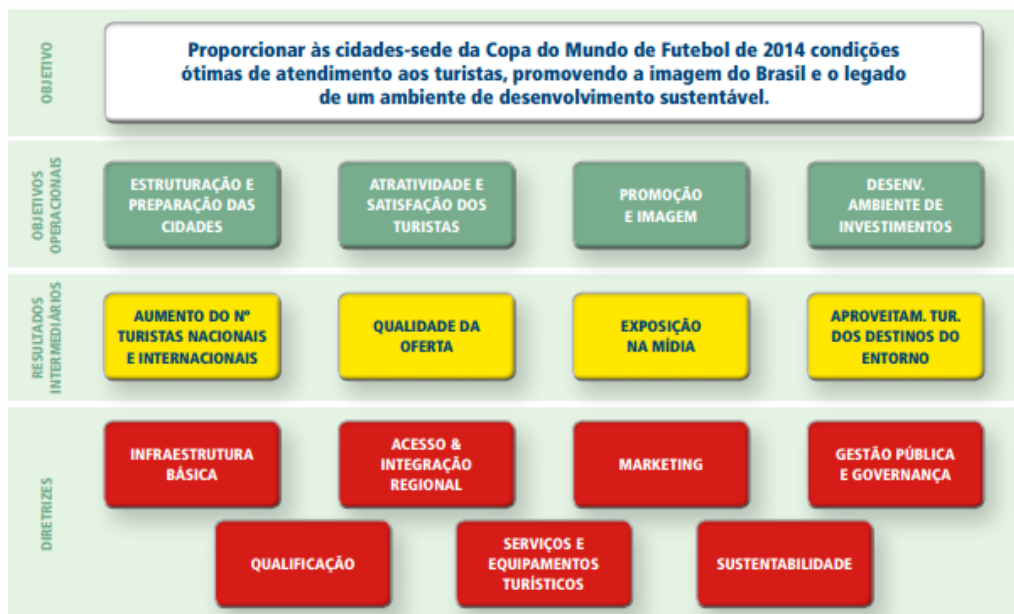 OBJETIVO
Proporcionar às cidades-sede da Copa do Mundo de Futebol de 2014 condições
ótimas de atendimento aos turistas, promovendo a imagem do Brasil e o legado
de um ambiente de desenvolvimento sustentável.
OBJETIVOS
OPERACIONAIS
ESTRUTURAÇÃO E
PREPARAÇÃO DAS
CIDADES
ATRATIVIDADE E
SATISFAÇÃO DOS
TURISTAS
PROMOÇÃO
E IMAGEM
DESENV.
AMBIENTE DE
INVESTIMENTOS
RESULTADOS
INTERMEDIÁRIOS
AUMENTO DO Nº
TURISTAS NACIONAIS
E INTERNACIONAIS
QUALIDADE DA
OFERTA
EXPOSIÇÃO
NA MÍDIA
APROVEITAM. TUR.
DOS DESTINOS DO
ENTORNO
DIRETRIZES
INFRAESTRUTURA
BÁSICA
ACESSO &
INTEGRAÇÃO
REGIONAL
MARKETING
GESTÃO PÚBLICA
E GOVERNANÇA
QUALIFICAÇÃO
SERVIÇOS E
EQUIPAMENTOS
TURÍSTICOS
SUSTENTABILIDADE